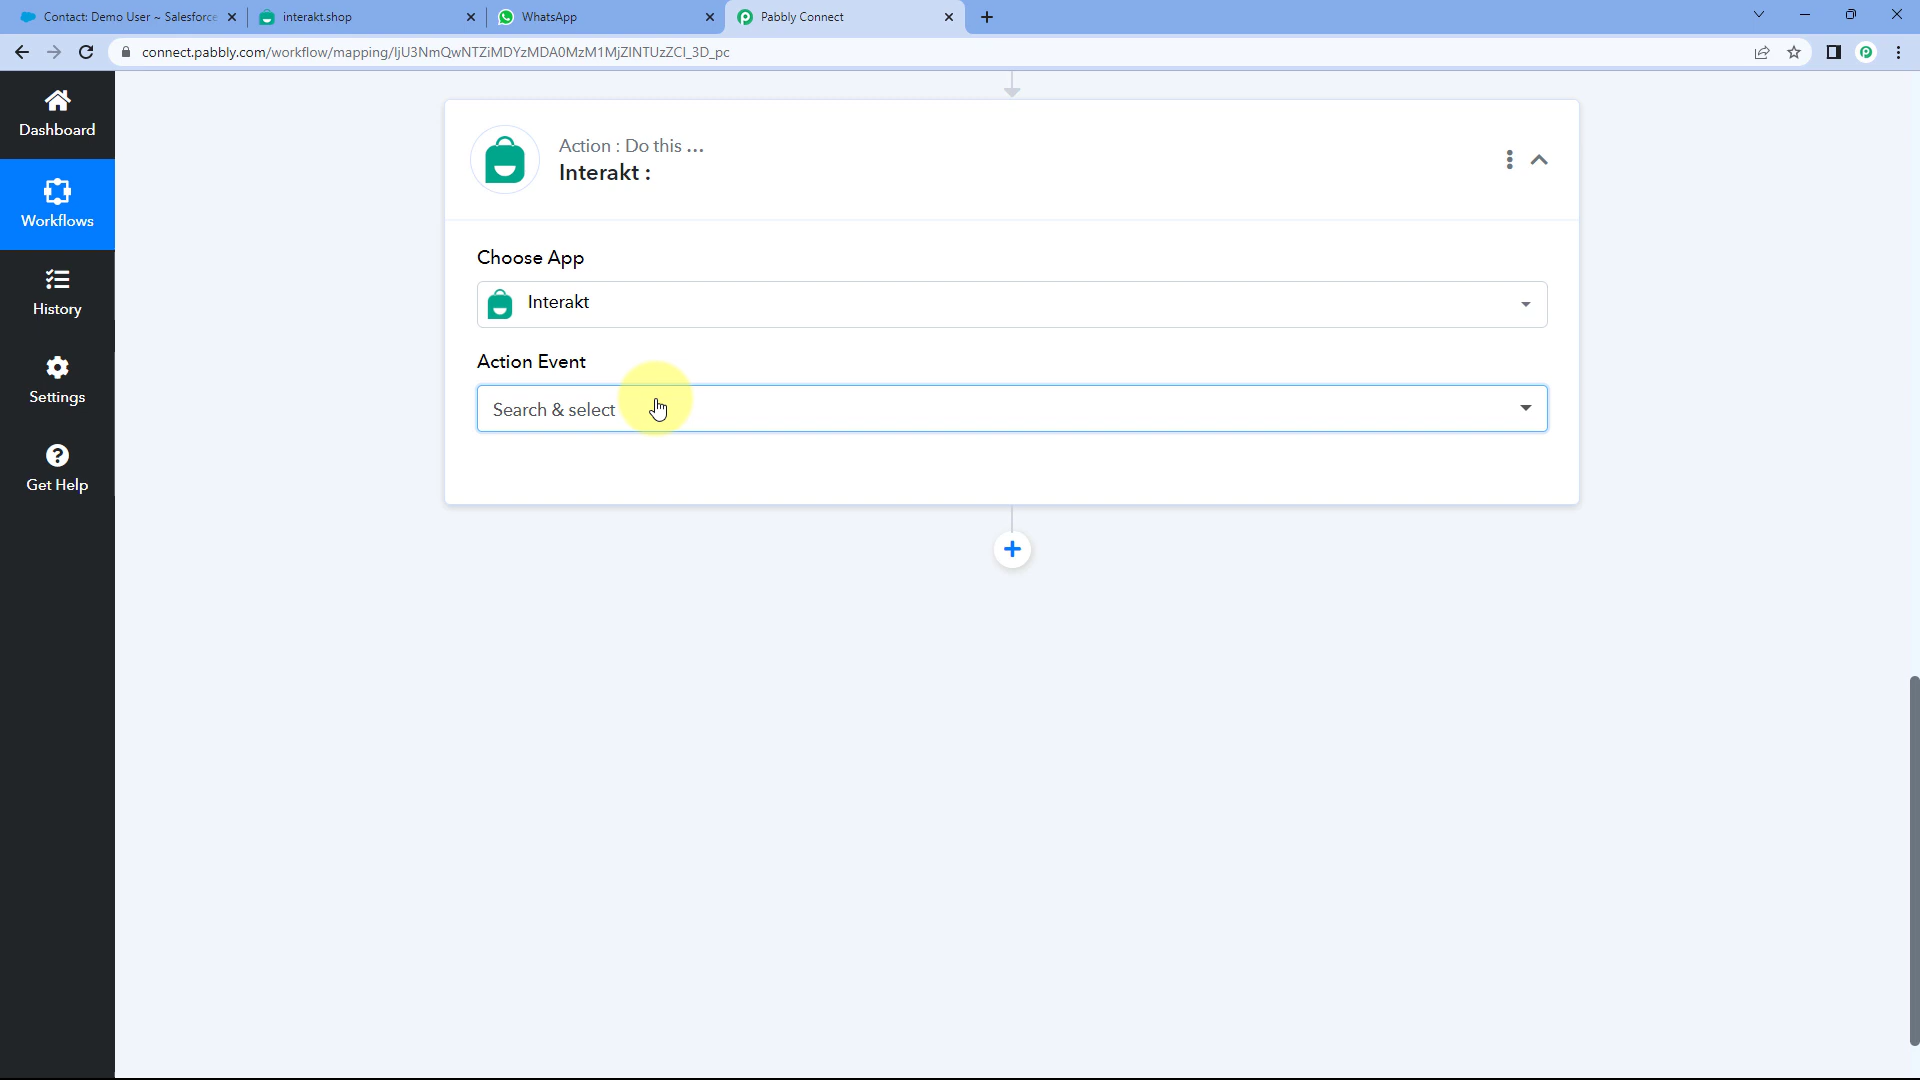 Contact: Demo User ~ Salesforce
interakt.shop
WhatsApp
Pabbly Connect
connect.pabbly.com/workflow/mapping/IjU3NmQwNTZiMDYzMDA0MzM1MjZlNTUzZCI_3D_pc
Dashboard
Workflows
History
Settings
Get Help
Action : Do this ...
Interakt :
Choose App
Interakt
Action Event
Search & select